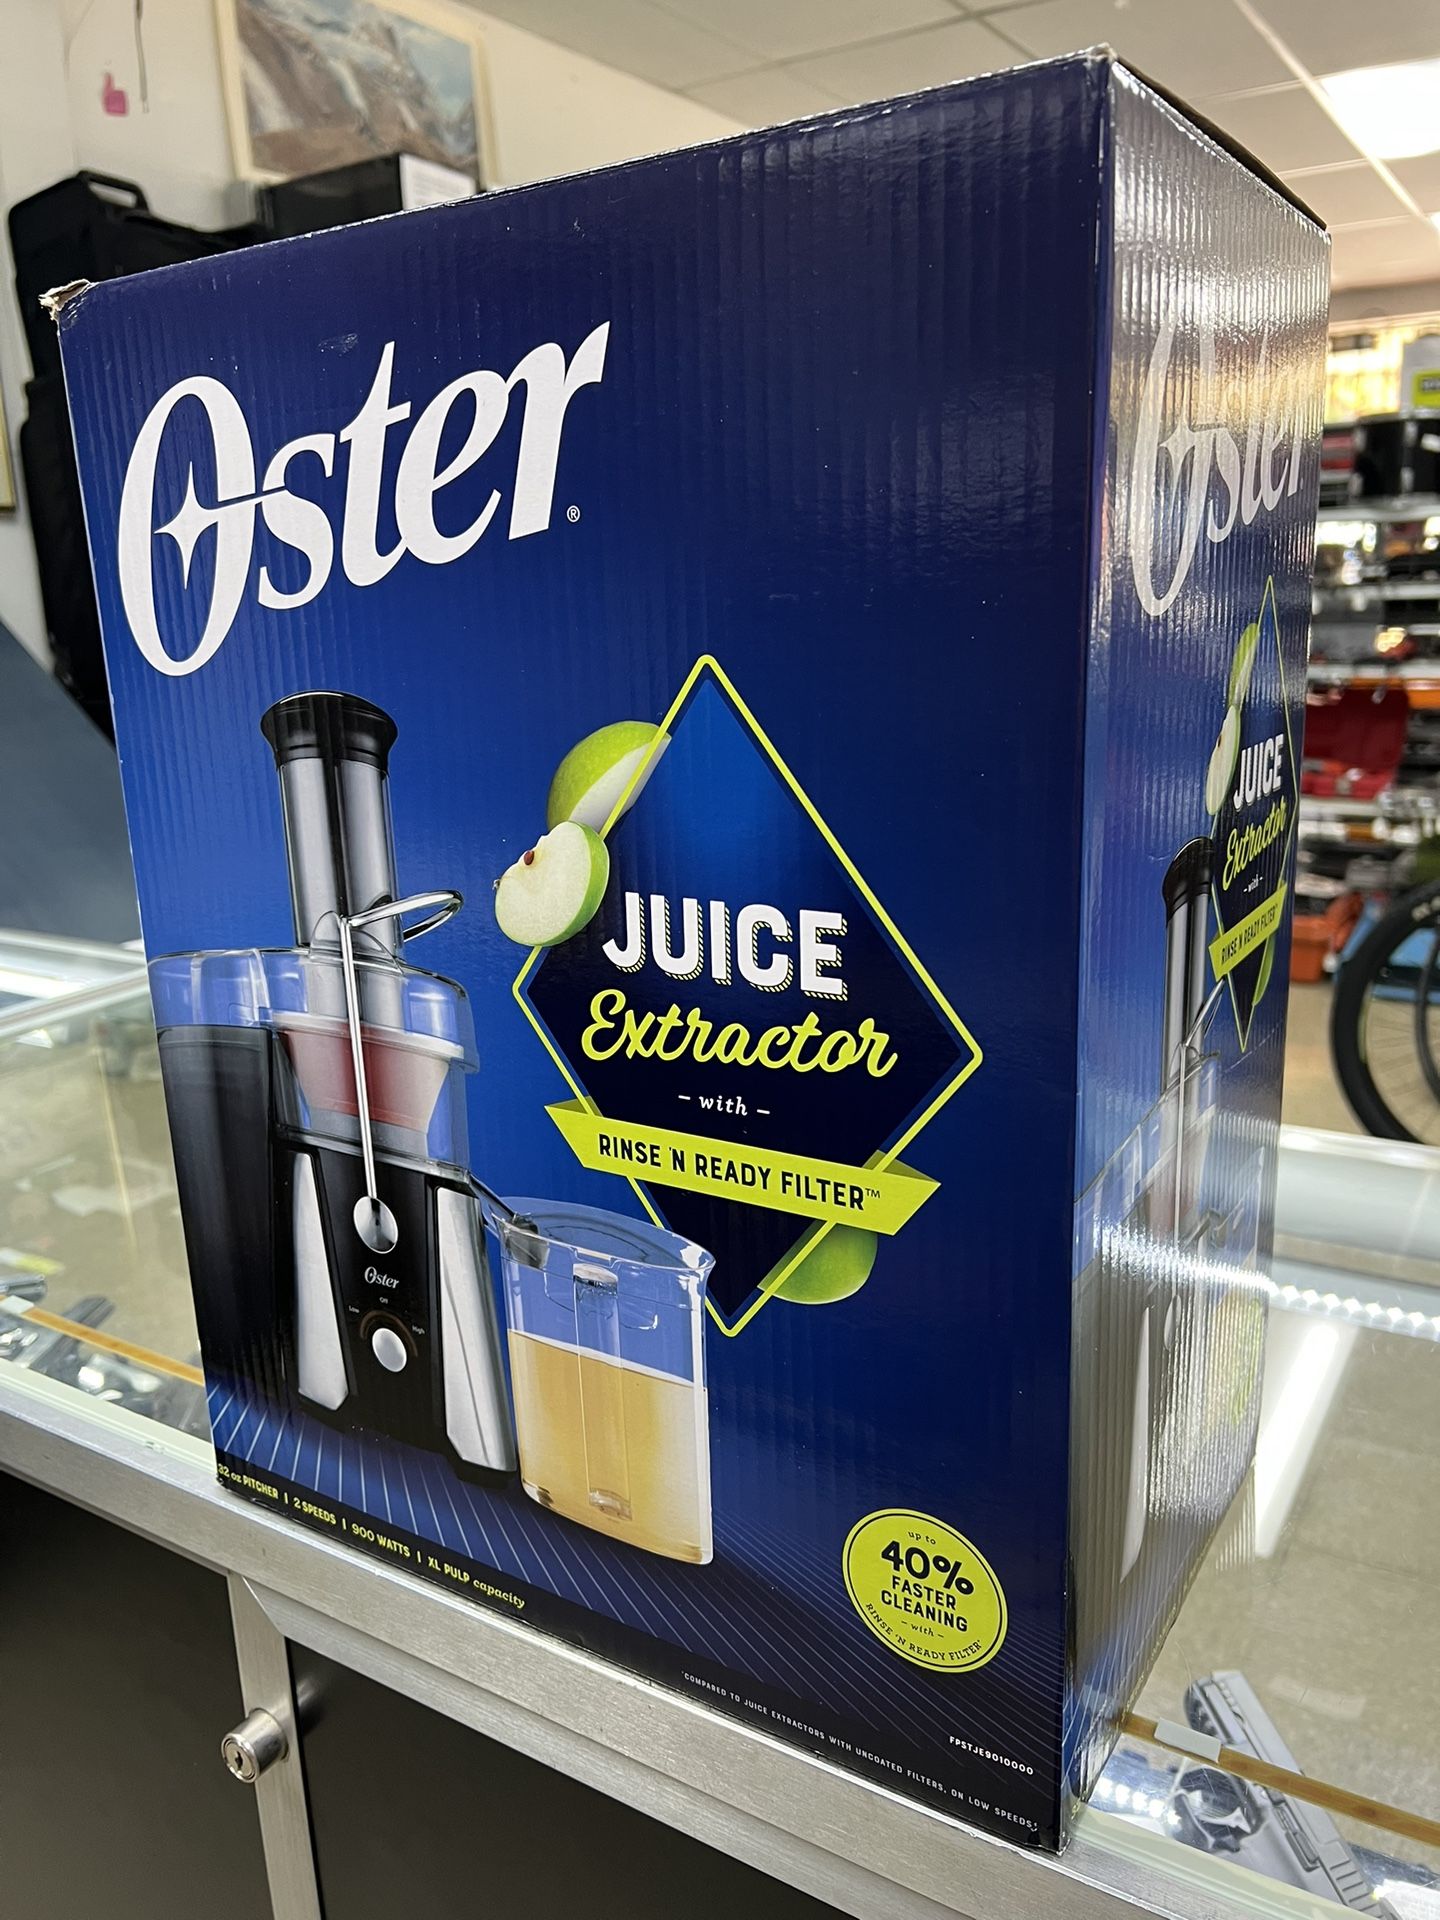 Oster®
JUICE
Extractor
- with -
RINSE 'N READY FILTER™
Oster
Off
Low
High
32 oz PITCHER | 2 SPEEDS | 900 WATTS | XL PULP capacity
up to
40%
FASTER
CLEANING
- with -
RINSE 'N READY FILTER*
*COMPARED TO JUICE EXTRACTORS WITH UNCOATED FILTERS, ON LOW SPEEDS.
FPSTJE9010000
Oster
JUICE
Extractor
- with -
RINSE 'N READY FILTER™